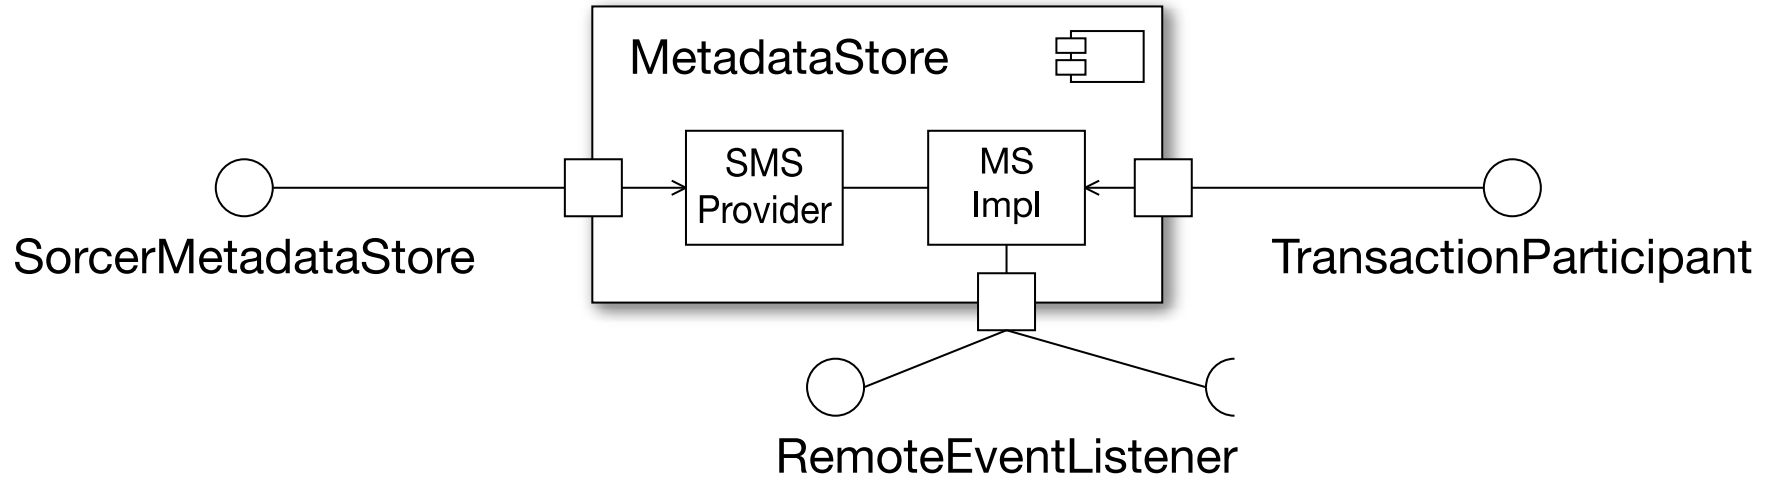 MetadataStore
SMS
Provider
MS
Impl
SorcerMetadataStore
TransactionParticipant
RemoteEventListener